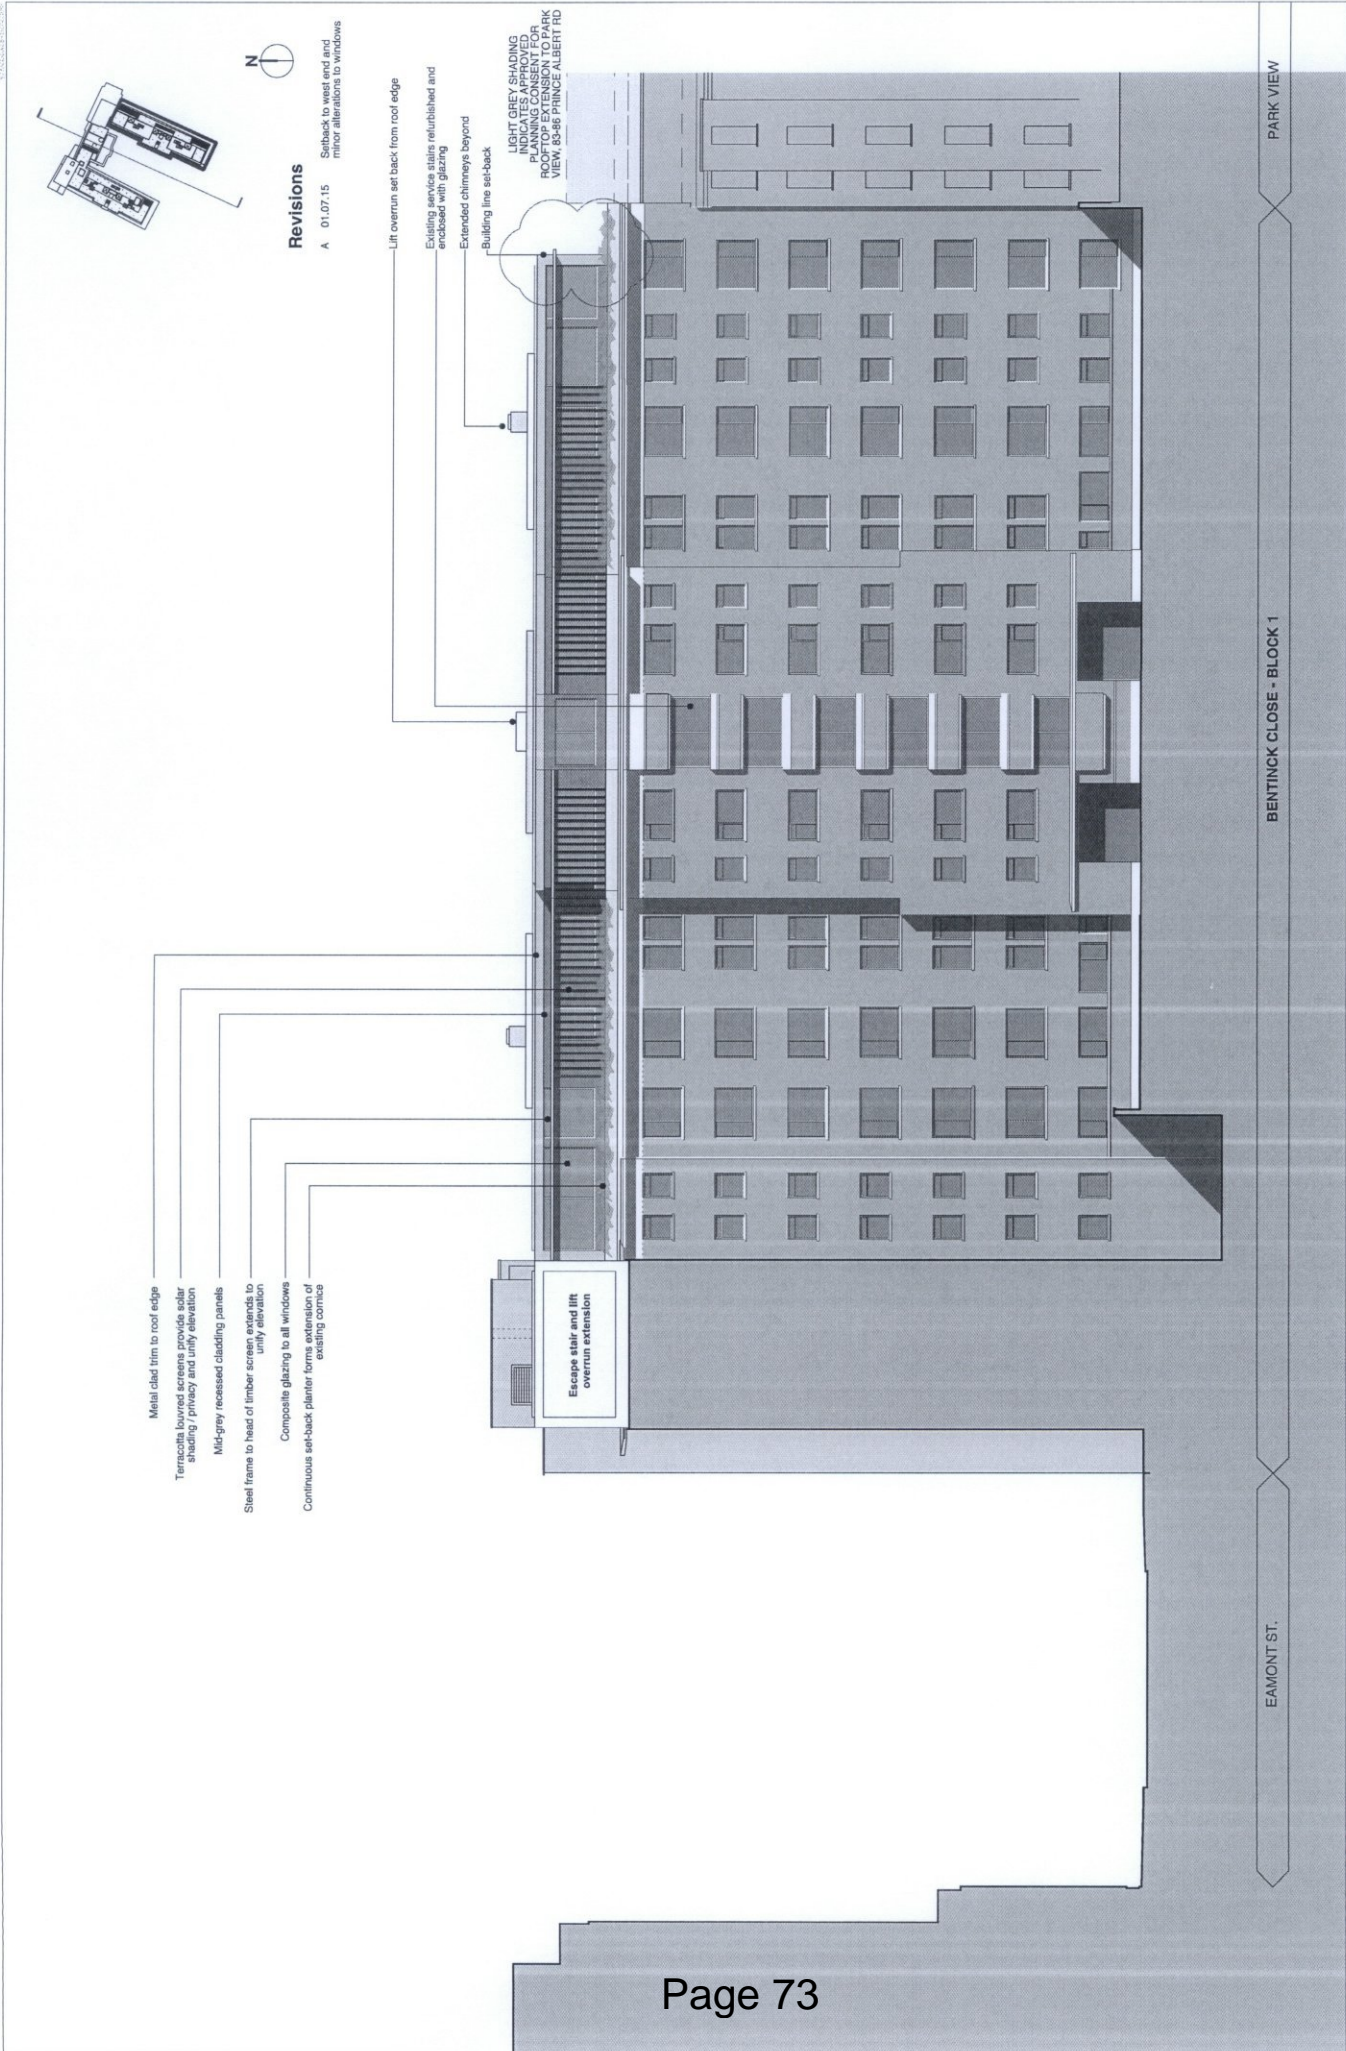 Metal clad trim to roof edge
Terracotta louvred screens provide solar
shading / privacy and unify elevation
Mid-grey recessed cladding panels
Steel frame to head of timber screen extends to
unify elevation
Composite glazing to all windows
Continuous set-back planter forms extension of
existing cornice
N
Revisions
A 01.07.15 Setback to west end and
minor alterations to windows
Lift overrun set back from roof edge
Existing service stairs refurbished and
enclosed with glazing
Extended chimneys beyond
Building line set-back
LIGHT GREY SHADING
INDICATES APPROVED
PLANNING CONSENT FOR
ROOFTOP EXTENSION TO PARK
VIEW, 83-86 PRINCE ALBERT RD
Escape stair and lift
overrun extension
EAMONT ST.
BENTINCK CLOSE - BLOCK 1
PARK VIEW
Page 73